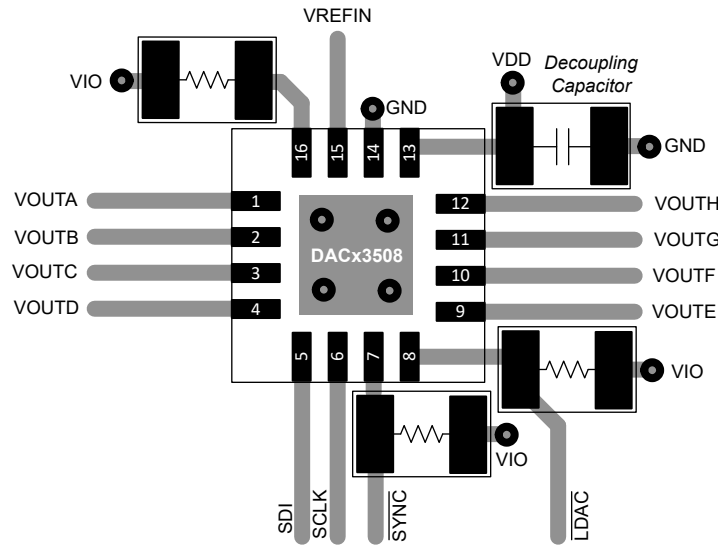 VREFIN
VDD
Decoupling
Capacitor
VIO
GND
GND
16
15
14
13
VOUTA
1
12
VOUTH
VOUTB
2
11
VOUTG
DACx3508
VOUTC
3
10
VOUTF
VOUTD
4
9
VOUTE
5
6
7
8
VIO
VIO
SDI
SCLK
SYNC
LDAC